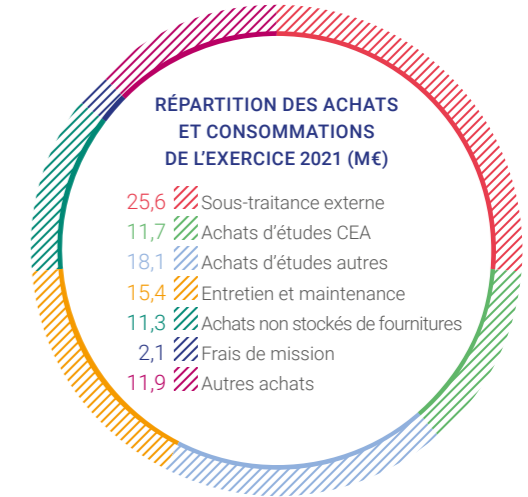 RÉPARTITION DES ACHATS
ET CONSOMMATIONS
DE L’EXERCICE 2021 (M€)
25,6 Sous-traitance externe
11,7 Achats d’études CEA
18,1 Achats d’études autres
15,4 Entretien et maintenance
11,3 Achats non stockés de fournitures
2,1 Frais de mission
11,9 Autres achats